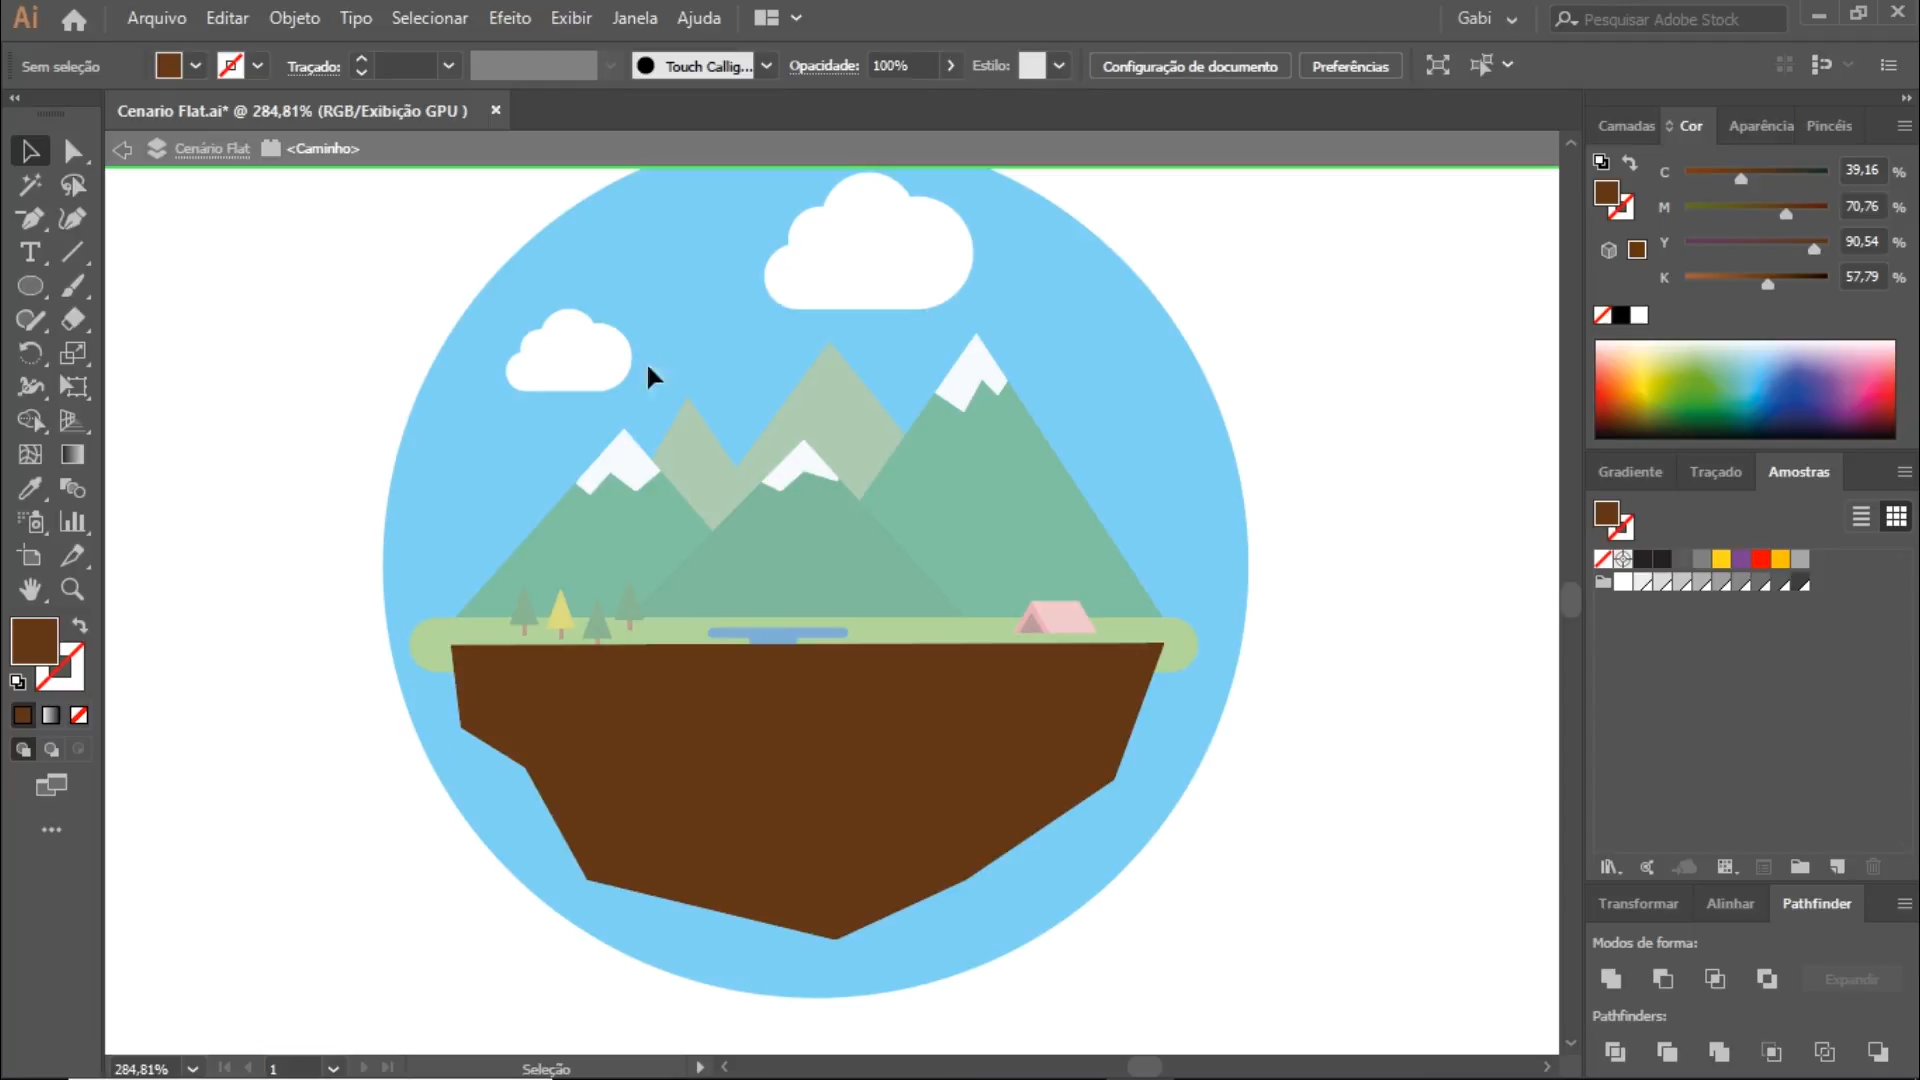 Ai Arquivo Editar Objeto Tipo Selecionar Efeito Exibir Janela Ajuda Gabi Pesquisar Adobe Stock
Sem seleção Traçado: Touch Callig... Opacidade: 100% Estilo: Configuração de documento Preferências
Cenario Flat.ai* @ 284,81% (RGB/Exibição GPU )
Cenário Flat <Caminho>
Camadas Cor Aparência Pincéis
C 39,16 %
M 70,76 %
Y 90,54 %
K 57,79 %
Gradiente Traçado Amostras
Transformar Alinhar Pathfinder
Modos de forma:
Expandir
Pathfinders:
284,81% 1 Seleção